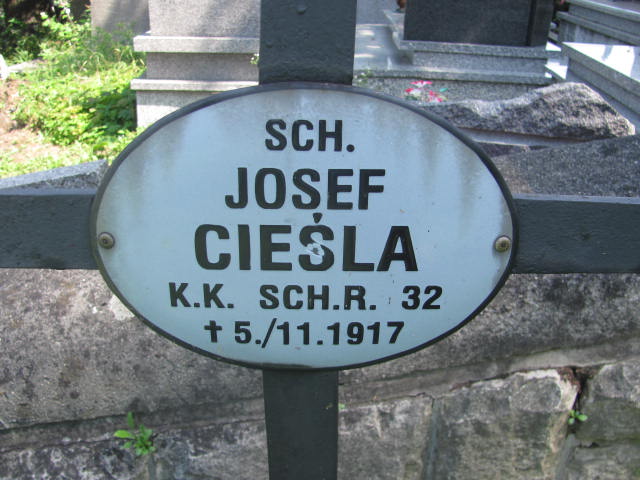 SCH.
JOSEF
CIEŚLA
K.K. SCH.R. 32
† 5./11.1917